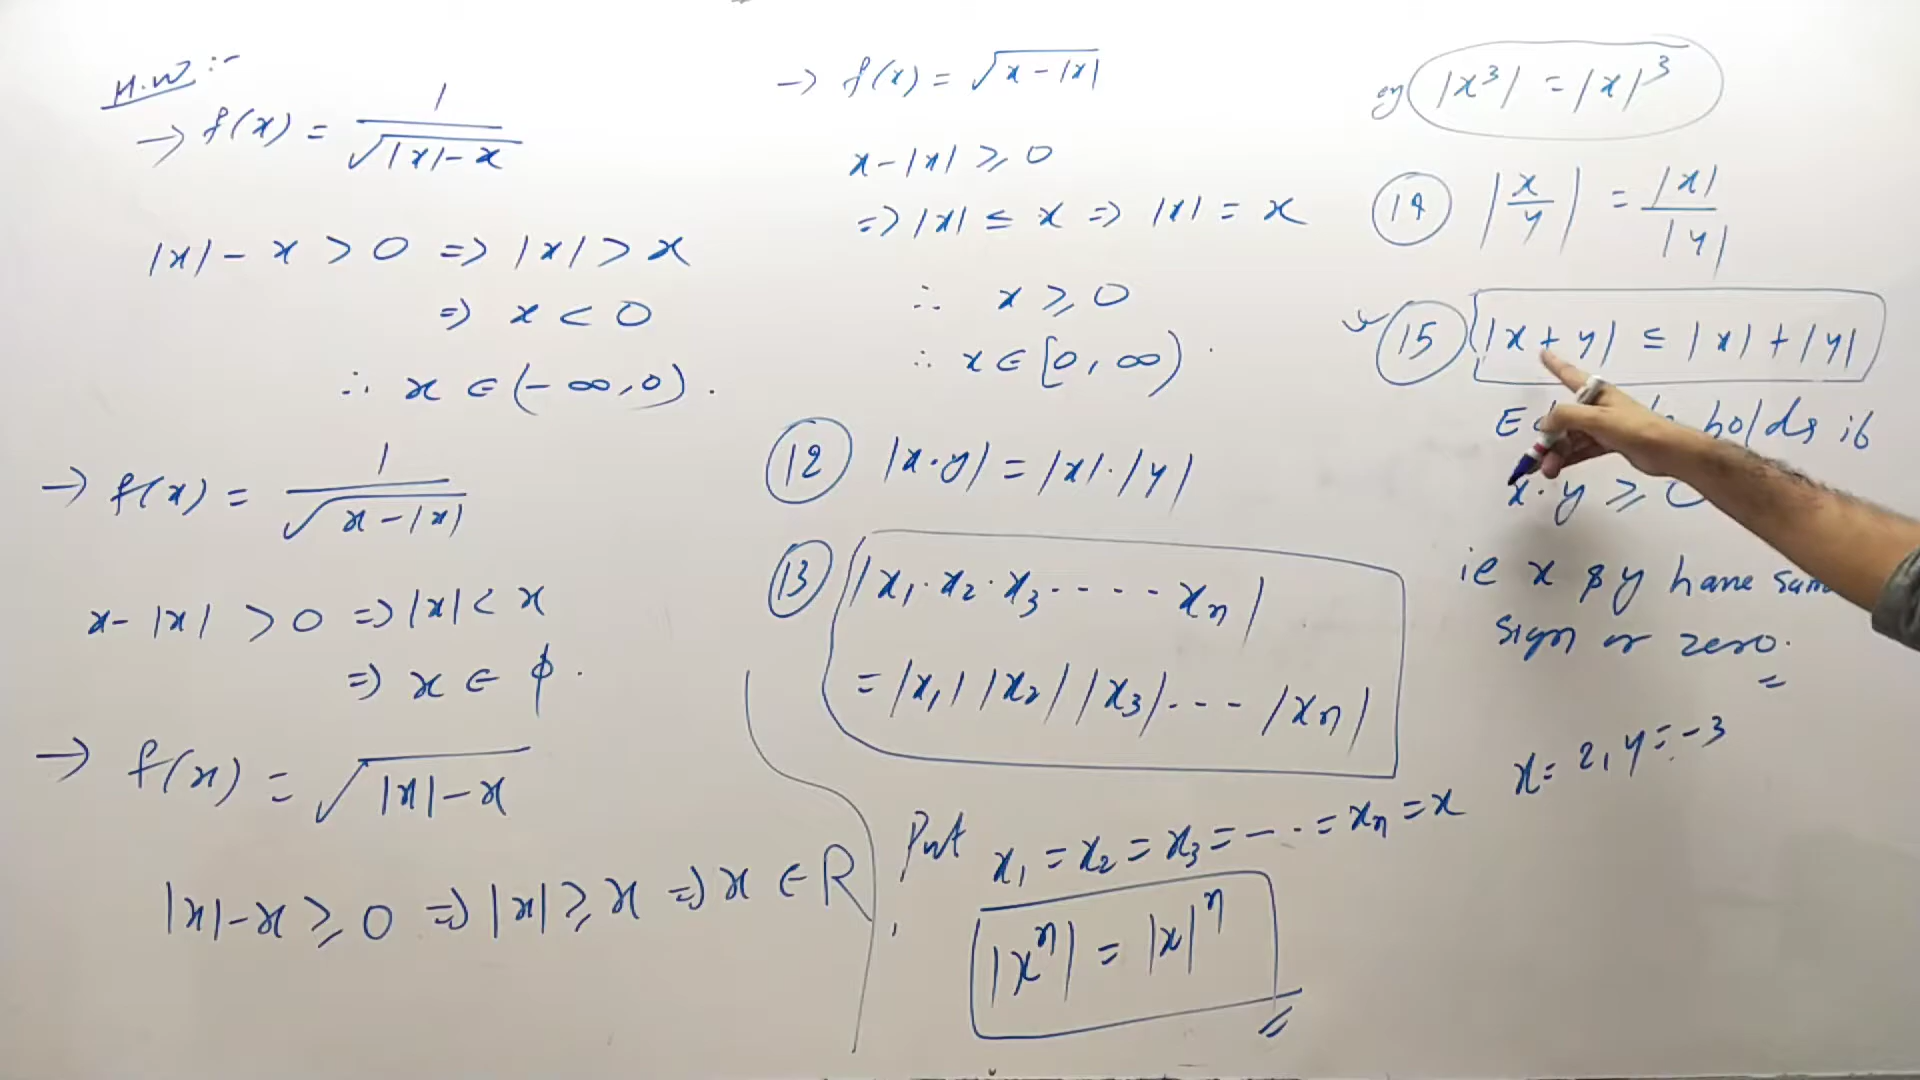 H.W :-
→ f(x) = 1/√(|x|-x)
|x| - x > 0 => |x| > x
=> x < 0
∴ x ∈ (-∞, 0).
→ f(x) = 1/√(x-|x|)
x - |x| > 0 => |x| < x
=> x ∈ ϕ.
→ f(x) = √(|x|-x)
|x|-x ⩾ 0 => |x| ⩾ x => x ∈ R
→ f(x) = √(x-|x|)
x-|x| ⩾ 0
=> |x| ≤ x => |x| = x
∴ x ⩾ 0
∴ x ∈ [0, ∞).
(12) |x·y| = |x|·|y|
(13) |x₁·x₂·x₃·----xₙ|
= |x₁||x₂||x₃|----|xₙ|
Put x₁ = x₂ = x₃ = --·· = xₙ = x
|xⁿ| = |x|ⁿ
eg |x³| = |x|³
(14) |x/y| = |x|/|y|
(15) |x+y| ≤ |x|+|y|
holds if
x·y ⩾ 0
ie x & y have
sign or zero.
x = 2, y = -3